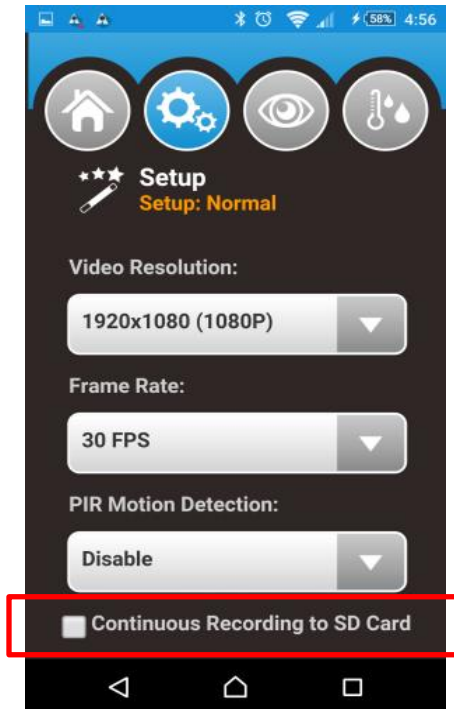 58% 4:56
Setup
Setup: Normal
Video Resolution:
1920x1080 (1080P)
Frame Rate:
30 FPS
PIR Motion Detection:
Disable
Continuous Recording to SD Card